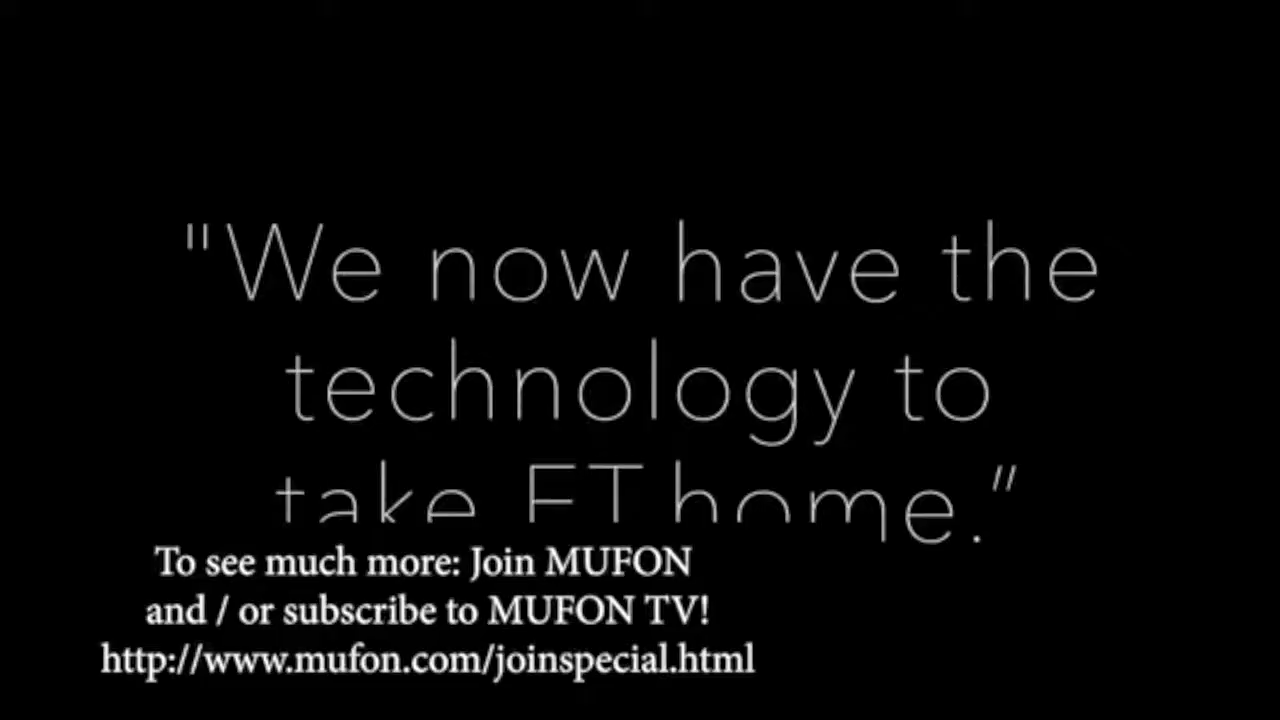 "We now have the
technology to
take ET home.”
To see much more: Join MUFON
and / or subscribe to MUFON TV!
http://www.mufon.com/joinspecial.html